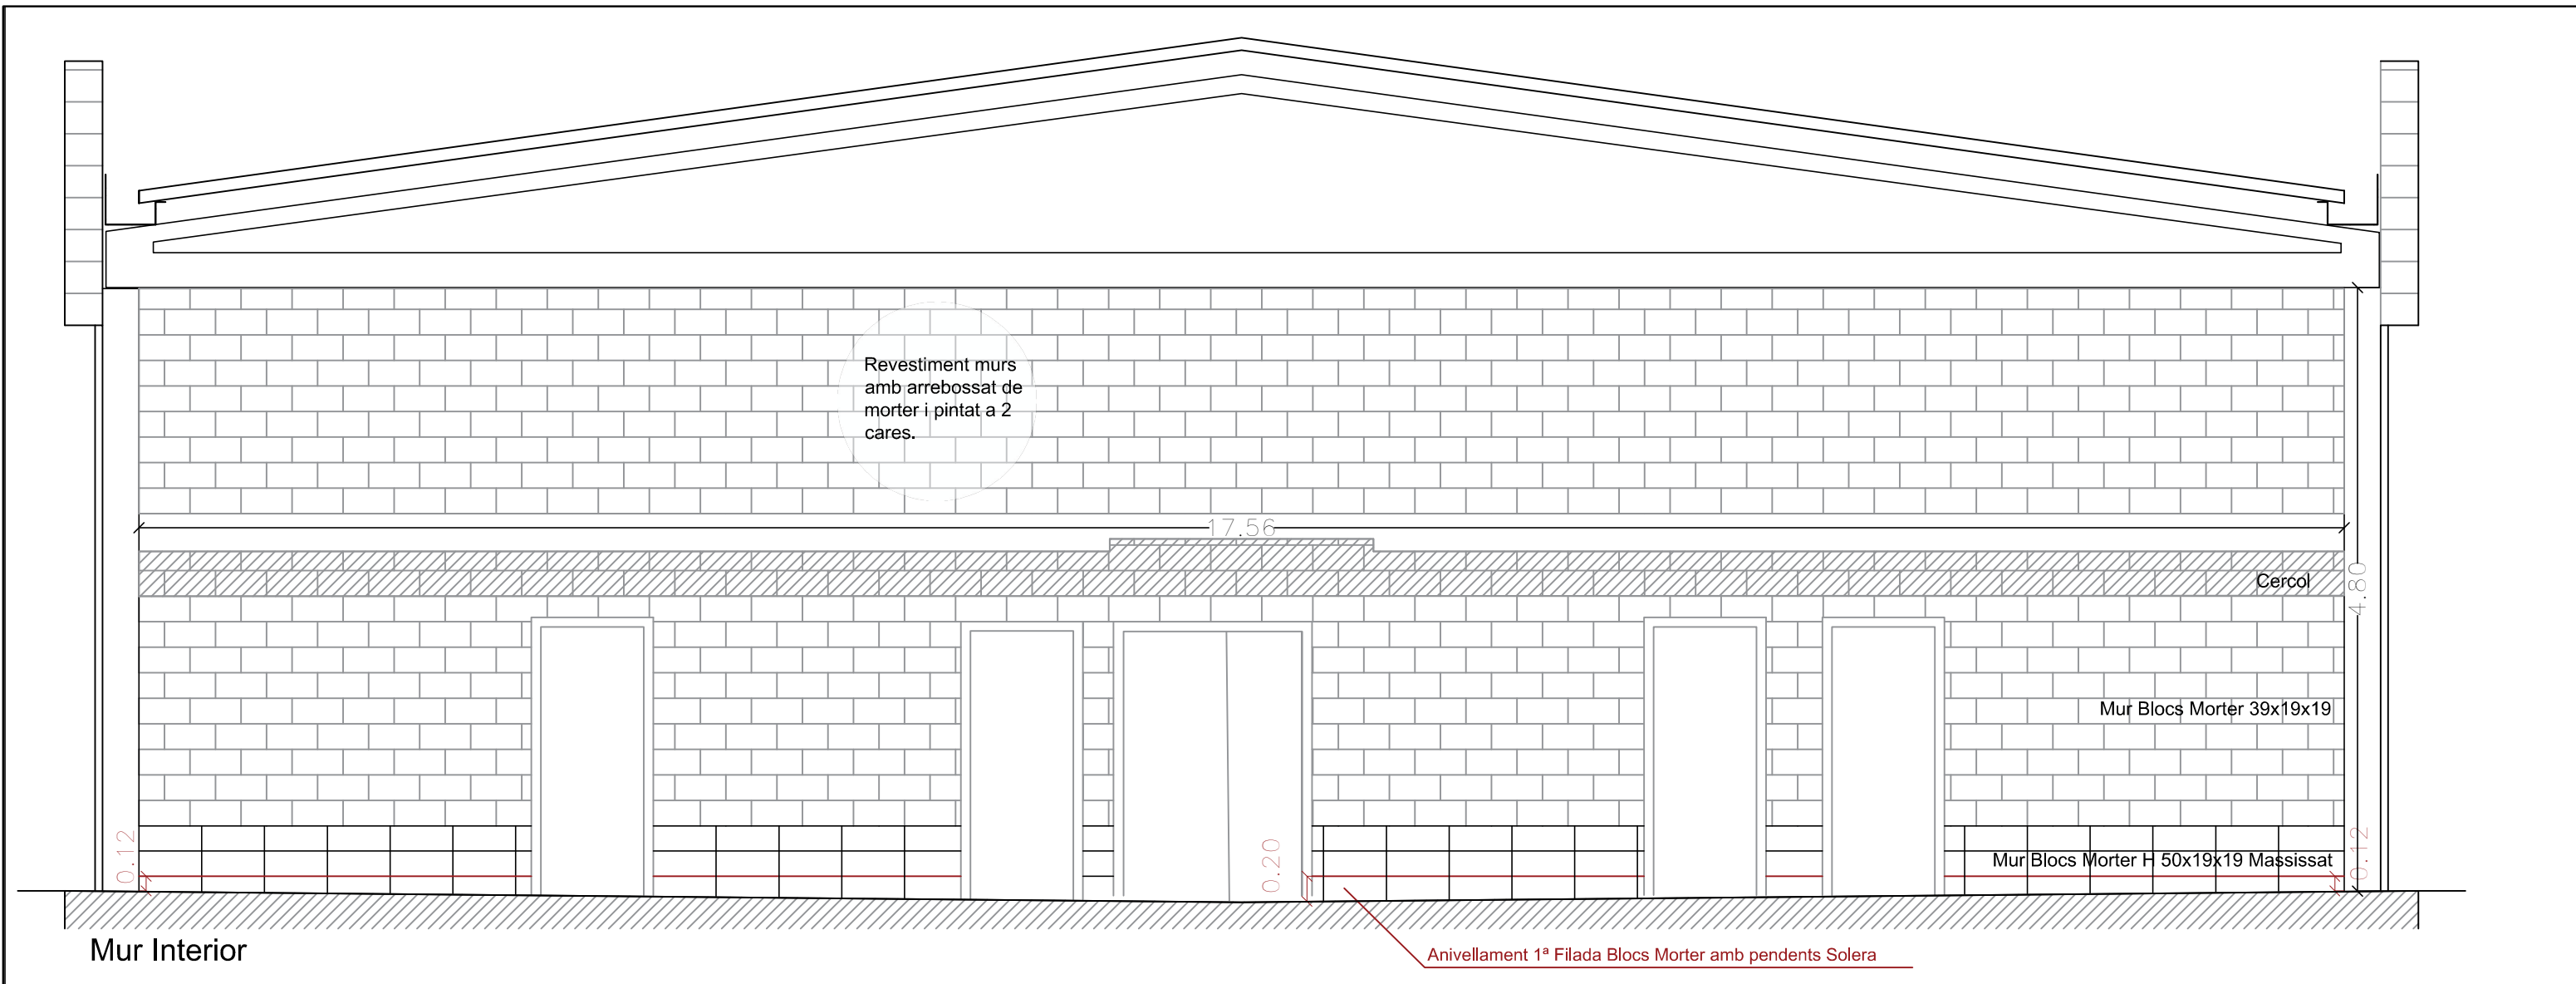 Revestiment murs
amb arrebossat de
morter i pintat a 2
cares.
17.56
Cercol
4.80
Mur Blocs Morter 39x19x19
0.12
0.20
Mur Blocs Morter H 50x19x19 Massissat
0.12
Mur Interior
Anivellament 1ª Filada Blocs Morter amb pendents Solera